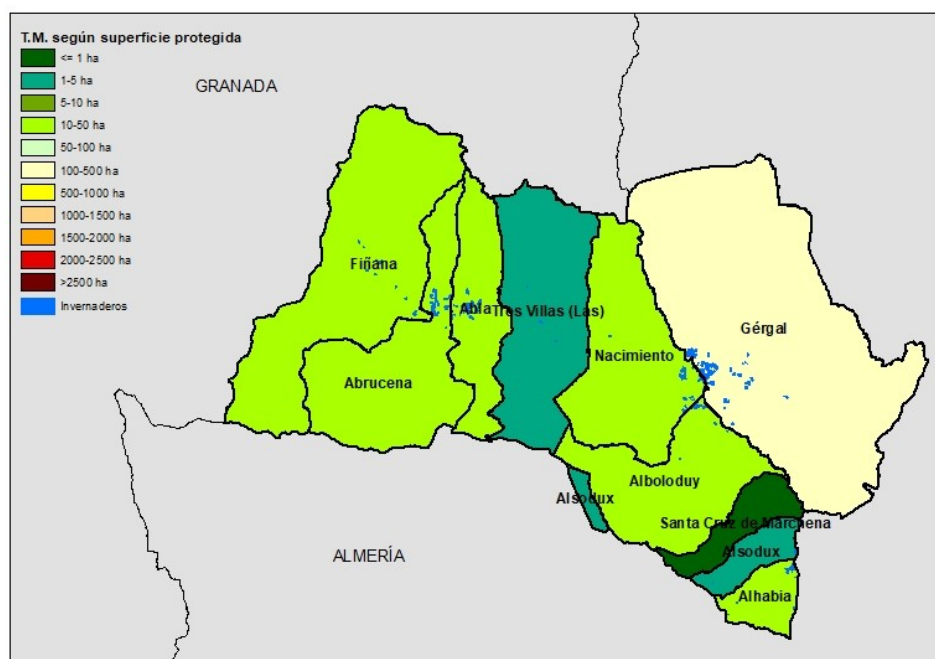 T.M. según superficie protegida
<= 1 ha
1-5 ha
5-10 ha
10-50 ha
50-100 ha
100-500 ha
500-1000 ha
1000-1500 ha
1500-2000 ha
2000-2500 ha
>2500 ha
Invernaderos
GRANADA
Fiñana
Abla
Tres Villas (Las)
Gérgal
Nacimiento
Abrucena
Alboloduy
Alsodux
Santa Cruz de Marchena
Alsodux
ALMERÍA
Alhabia